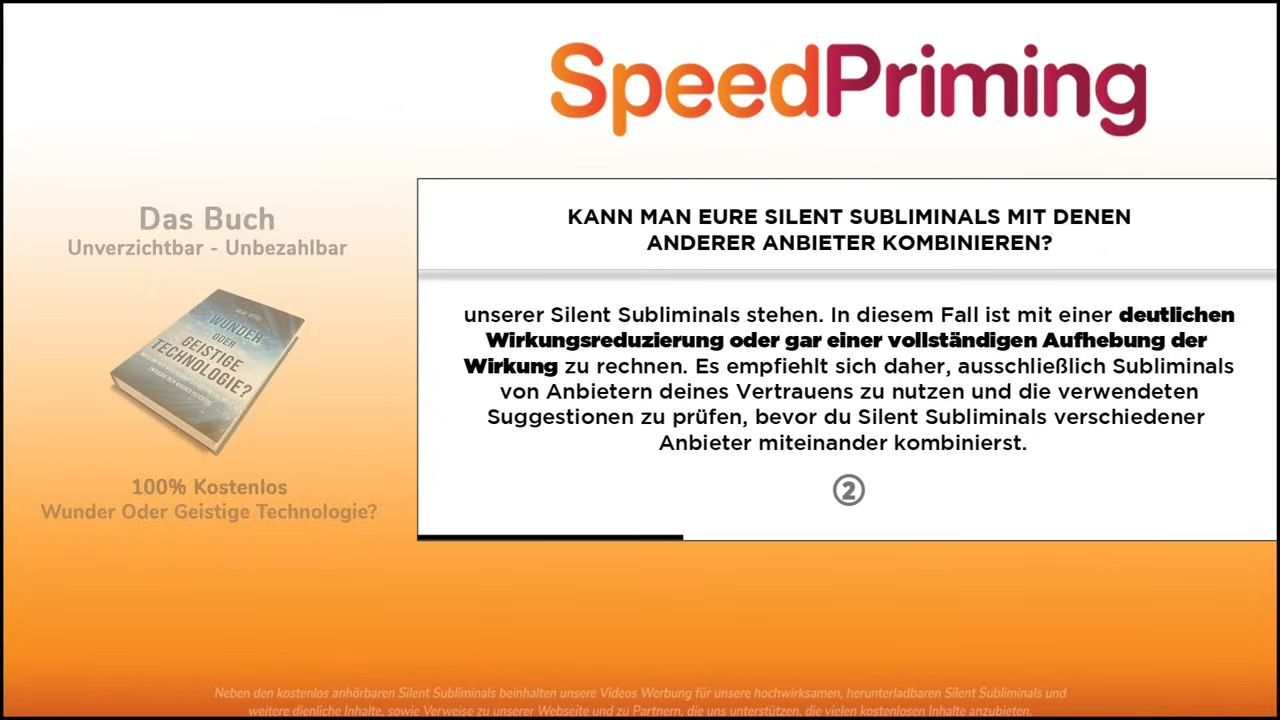 SpeedPriming
Das Buch
Unverzichtbar - Unbezahlbar
WUNDER
ODER
GEISTIGE
TECHNOLOGIE?
100% Kostenlos
Wunder Oder Geistige Technologie?
KANN MAN EURE SILENT SUBLIMINALS MIT DENEN
ANDERER ANBIETER KOMBINIEREN?
unserer Silent Subliminals stehen. In diesem Fall ist mit einer deutlichen
Wirkungsreduzierung oder gar einer vollständigen Aufhebung der
Wirkung zu rechnen. Es empfiehlt sich daher, ausschließlich Subliminals
von Anbietern deines Vertrauens zu nutzen und die verwendeten
Suggestionen zu prüfen, bevor du Silent Subliminals verschiedener
Anbieter miteinander kombinierst.
2
Neben den kostenlos anhörbaren Silent Subliminals beinhalten unsere Videos Werbung für unsere hochwirksamen, herunterladbaren Silent Subliminals und
weitere dienliche Inhalte, sowie Verweise zu unserer Webseite und zu Partnern, die uns unterstützen, die vielen kostenlosen Inhalte anzubieten.